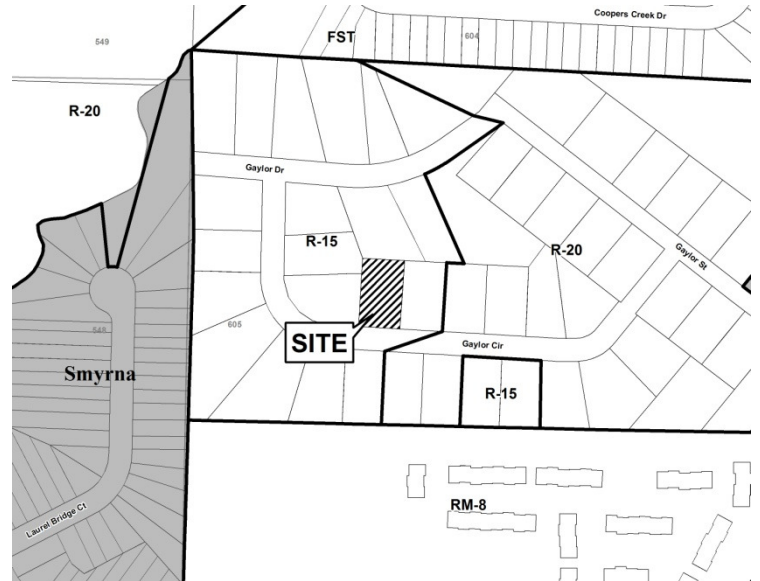 Coopers Creek Dr
549
FST
604
R-20
Gaylor Dr
R-15
R-20
Gaylor St
605
SITE
Gaylor Cir
548
Smyrna
R-15
RM-8
Laurel Bridge Ct